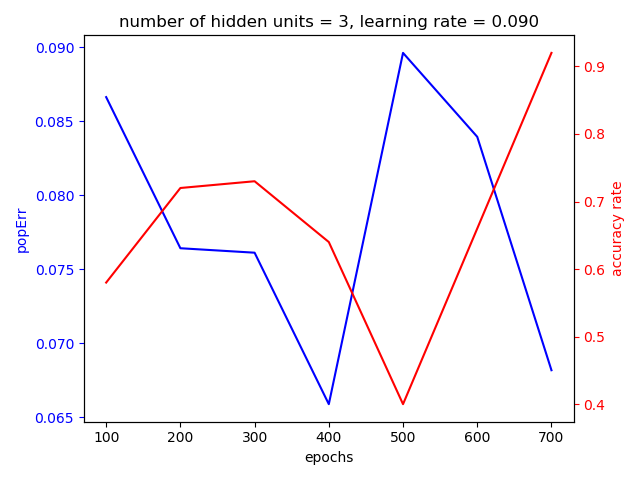 number of hidden units = 3, learning rate = 0.090
0.090
0.085
0.080
0.075
0.070
0.065
popErr
0.9
0.8
0.7
0.6
0.5
0.4
accuracy rate
100 200 300 400 500 600 700
epochs